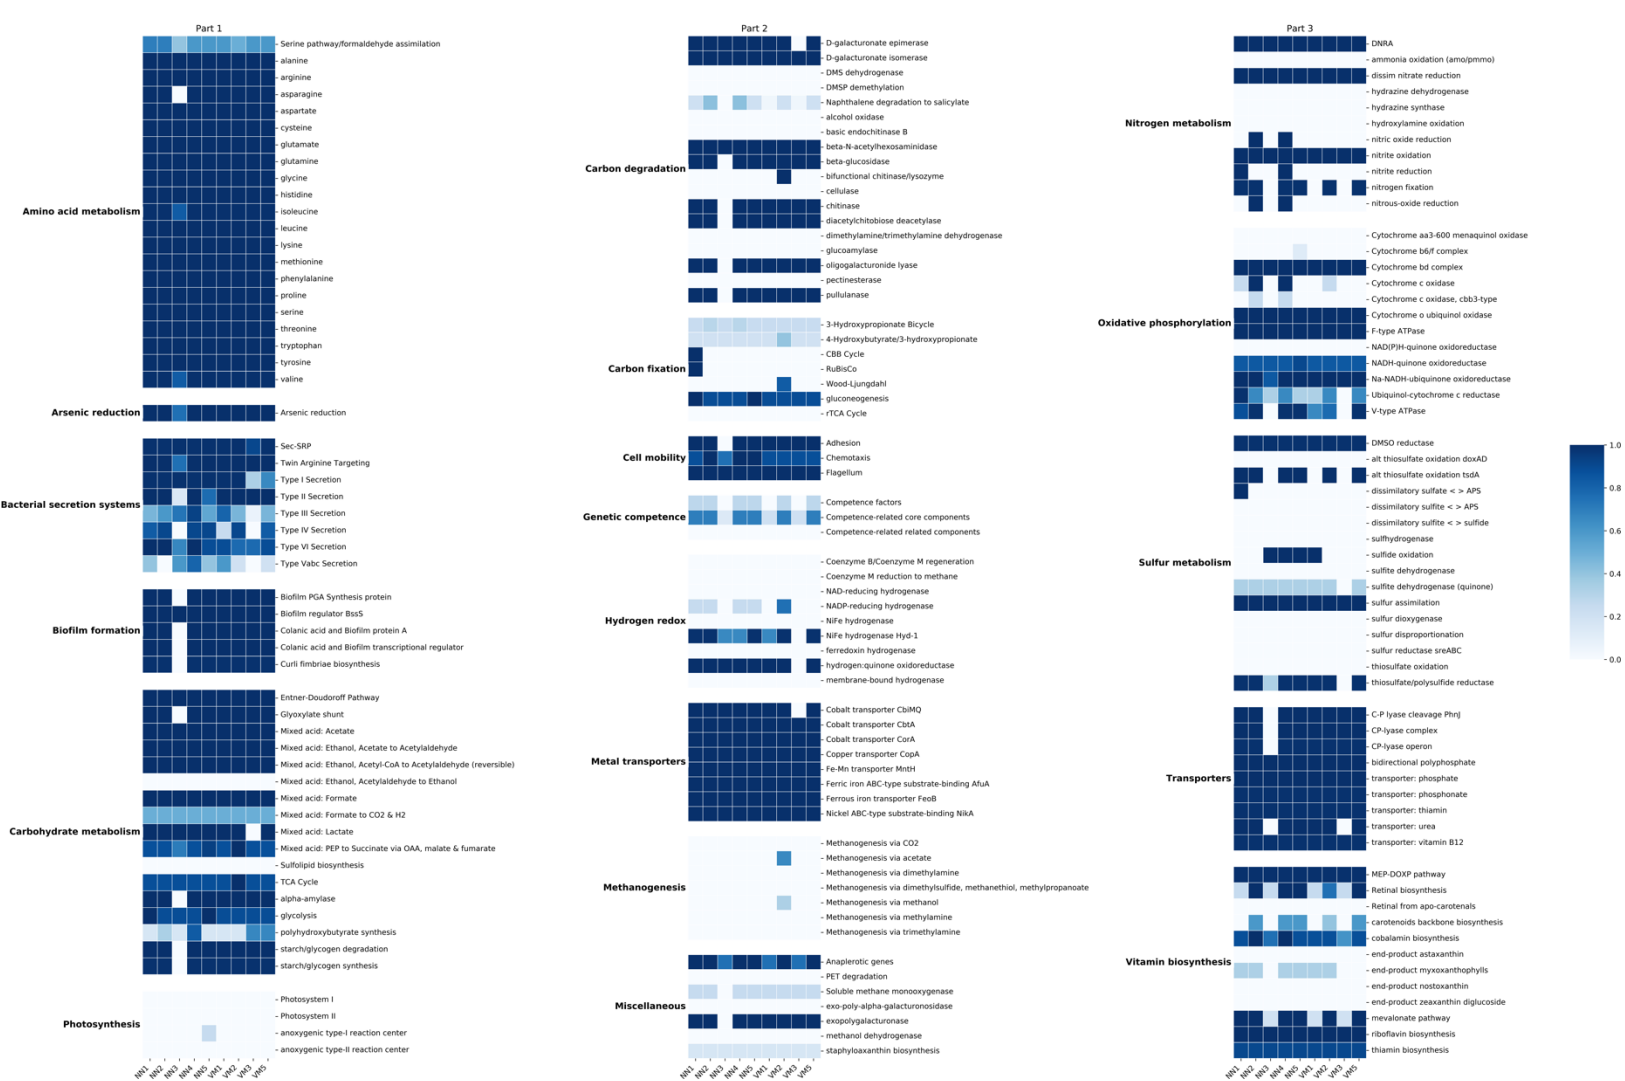 Part 1
Serine pathway/formaldehyde assimilation
alanine
arginine
asparagine
aspartate
cysteine
glutamate
glutamine
glycine
histidine
Amino acid metabolism
isoleucine
leucine
lysine
methionine
phenylalanine
proline
serine
threonine
tryptophan
tyrosine
valine
Arsenic reduction
Arsenic reduction
Sec-SRP
Twin Arginine Targeting
Type I Secretion
Bacterial secretion systems
Type II Secretion
Type III Secretion
Type IV Secretion
Type VI Secretion
Type Vabc Secretion
Biofilm PGA Synthesis protein
Biofilm regulator BssS
Biofilm formation
Colanic acid and Biofilm protein A
Colanic acid and Biofilm transcriptional regulator
Curli fimbriae biosynthesis
Entner-Doudoroff Pathway
Glyoxylate shunt
Mixed acid: Acetate
Mixed acid: Ethanol, Acetate to Acetylaldehyde
Mixed acid: Ethanol, Acetyl-CoA to Acetylaldehyde (reversible)
Mixed acid: Ethanol, Acetylaldehyde to Ethanol
Mixed acid: Formate
Mixed acid: Formate to CO2 & H2
Carbohydrate metabolism
Mixed acid: Lactate
Mixed acid: PEP to Succinate via OAA, malate & fumarate
Sulfolipid biosynthesis
TCA Cycle
alpha-amylase
glycolysis
polyhydroxybutyrate synthesis
starch/glycogen degradation
starch/glycogen synthesis
Photosystem I
Photosystem II
Photosynthesis
anoxygenic type-I reaction center
anoxygenic type-II reaction center
NN1 NN2 NN3 NN4 NN5 VM1 VM2 VM3 VM5
Part 2
D-galacturonate epimerase
D-galacturonate isomerase
DMS dehydrogenase
DMSP demethylation
Naphthalene degradation to salicylate
alcohol oxidase
basic endochitinase B
beta-N-acetylhexosaminidase
Carbon degradation
beta-glucosidase
bifunctional chitinase/lysozyme
cellulase
chitinase
diacetylchitobiose deacetylase
dimethylamine/trimethylamine dehydrogenase
glucoamylase
oligogalacturonide lyase
pectinesterase
pullulanase
3-Hydroxypropionate Bicycle
4-Hydroxybutyrate/3-hydroxypropionate
CBB Cycle
Carbon fixation
RuBisCo
Wood-Ljungdahl
gluconeogenesis
rTCA Cycle
Adhesion
Cell mobility
Chemotaxis
Flagellum
Competence factors
Genetic competence
Competence-related core components
Competence-related related components
Coenzyme B/Coenzyme M regeneration
Coenzyme M reduction to methane
NAD-reducing hydrogenase
NADP-reducing hydrogenase
Hydrogen redox
NiFe hydrogenase
NiFe hydrogenase Hyd-1
ferredoxin hydrogenase
hydrogen:quinone oxidoreductase
membrane-bound hydrogenase
Cobalt transporter CbiMQ
Cobalt transporter CbtA
Cobalt transporter CorA
Metal transporters
Copper transporter CopA
Fe-Mn transporter MntH
Ferric iron ABC-type substrate-binding AfuA
Ferrous iron transporter FeoB
Nickel ABC-type substrate-binding NikA
Methanogenesis via CO2
Methanogenesis via acetate
Methanogenesis via dimethylamine
Methanogenesis
Methanogenesis via dimethylsulfide, methanethiol, methylpropanoate
Methanogenesis via methanol
Methanogenesis via methylamine
Methanogenesis via trimethylamine
Anaplerotic genes
PET degradation
Soluble methane monooxygenase
Miscellaneous
exo-poly-alpha-galacturonosidase
exopolygalacturonase
methanol dehydrogenase
staphyloaxanthin biosynthesis
NN1 NN2 NN3 NN4 NN5 VM1 VM2 VM3 VM5
Part 3
DNRA
ammonia oxidation (amo/pmmo)
dissim nitrate reduction
hydrazine dehydrogenase
hydrazine synthase
Nitrogen metabolism
hydroxylamine oxidation
nitric oxide reduction
nitrite oxidation
nitrite reduction
nitrogen fixation
nitrous-oxide reduction
Cytochrome aa3-600 menaquinol oxidase
Cytochrome b6/f complex
Cytochrome bd complex
Cytochrome c oxidase
Cytochrome c oxidase, cbb3-type
Oxidative phosphorylation
Cytochrome o ubiquinol oxidase
F-type ATPase
NAD(P)H-quinone oxidoreductase
NADH-quinone oxidoreductase
Na-NADH-ubiquinone oxidoreductase
Ubiquinol-cytochrome c reductase
V-type ATPase
DMSO reductase
alt thiosulfate oxidation doxAD
alt thiosulfate oxidation tsdA
dissimilatory sulfate < > APS
dissimilatory sulfite < > APS
dissimilatory sulfite < > sulfide
sulfhydrogenase
Sulfur metabolism
sulfide oxidation
sulfite dehydrogenase
sulfite dehydrogenase (quinone)
sulfur assimilation
sulfur dioxygenase
sulfur disproportionation
sulfur reductase sreABC
thiosulfate oxidation
thiosulfate/polysulfide reductase
C-P lyase cleavage PhnJ
CP-lyase complex
CP-lyase operon
bidirectional polyphosphate
Transporters
transporter: phosphate
transporter: phosphonate
transporter: thiamin
transporter: urea
transporter: vitamin B12
MEP-DOXP pathway
Retinal biosynthesis
Retinal from apo-carotenals
carotenoids backbone biosynthesis
cobalamin biosynthesis
Vitamin biosynthesis
end-product astaxanthin
end-product myxoxanthophylls
end-product nostoxanthin
end-product zeaxanthin diglucoside
mevalonate pathway
riboflavin biosynthesis
thiamin biosynthesis
NN1 NN2 NN3 NN4 NN5 VM1 VM2 VM3 VM5
1.0
0.8
0.6
0.4
0.2
0.0